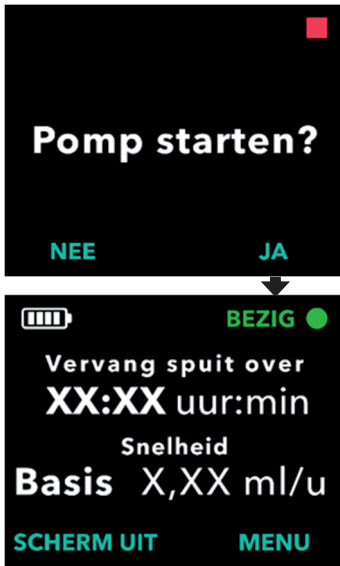 Pomp starten?
NEE JA
BEZIG
Vervang spuit over
XX:XX uur:min
Snelheid
Basis X,XX ml/u
SCHERM UIT MENU